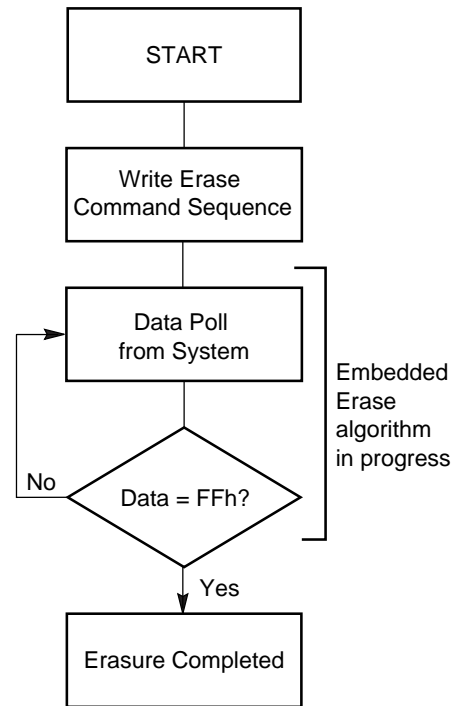 START
Write Erase
Command Sequence
Data Poll
from System
Embedded
Erase
algorithm
in progress
No
Data = FFh?
Yes
Erasure Completed